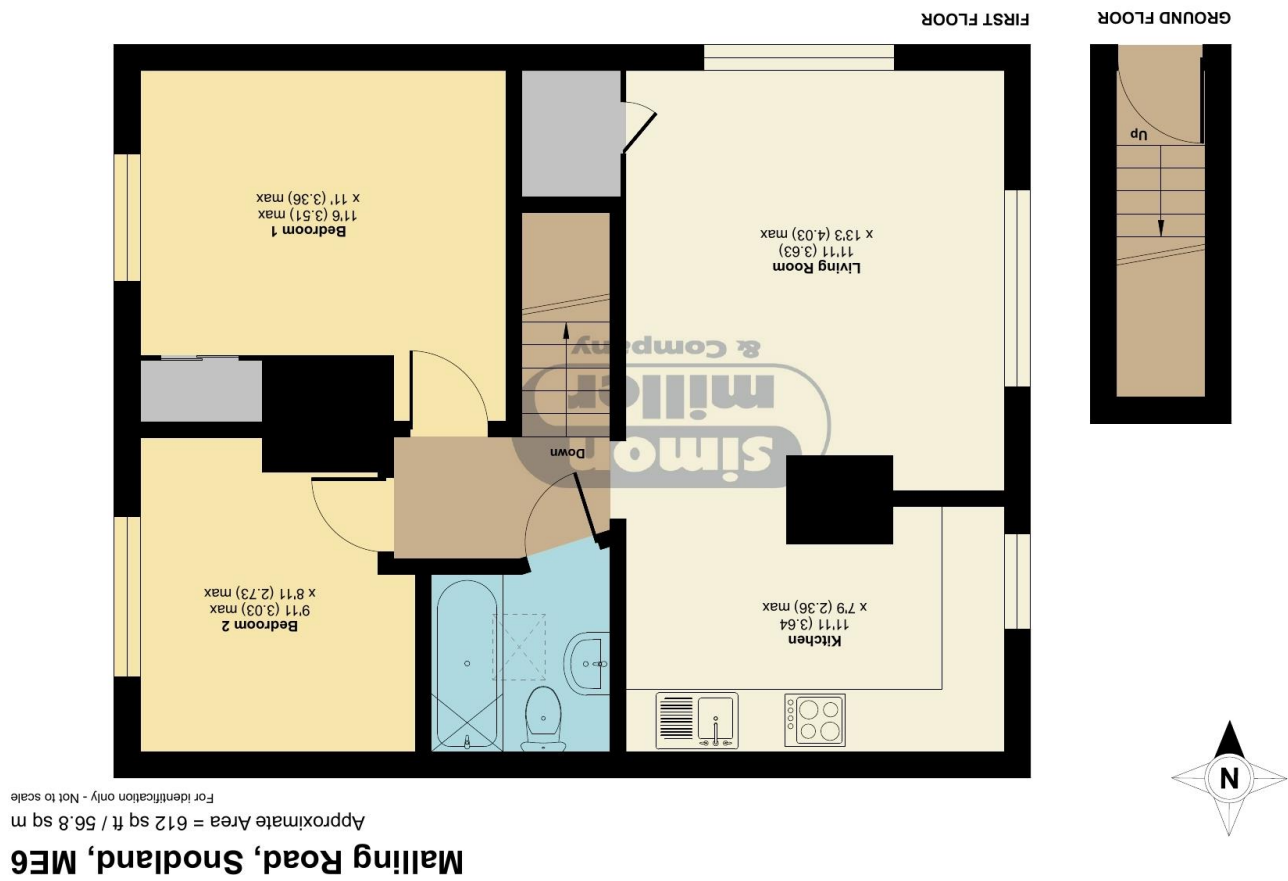 Malling Road, Snodland, ME6
Approximate Area = 612 sq ft / 56.8 sq m
For identification only - Not to scale
N
Kitchen
11'11 (3.64
x 7'9 (2.36) max
Bedroom 2
9'11 (3.03) max
x 8'11 (2.73) max
Down
simon
miller
& Company
Living Room
11'11 (3.63)
x 13'3 (4.03) max
Bedroom 1
11'6 (3.51) max
x 11' (3.36) max
Up
GROUND FLOOR
FIRST FLOOR